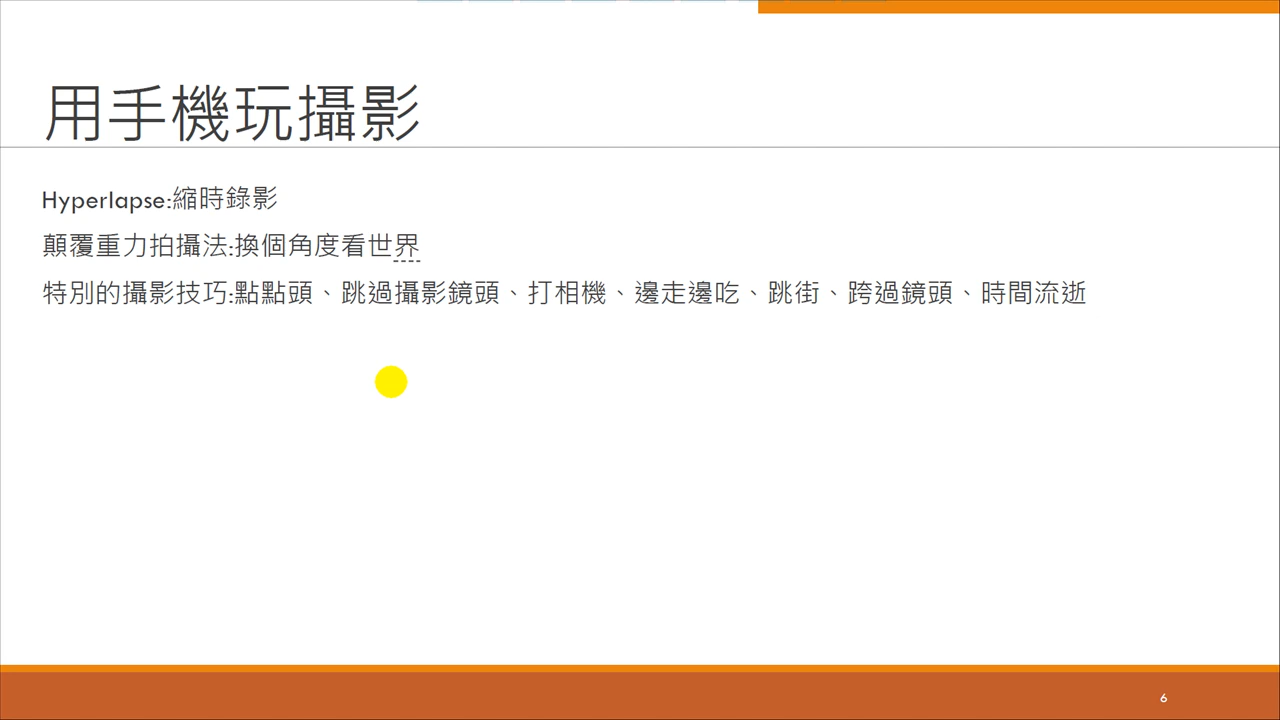 用手機玩攝影
Hyperlapse:縮時錄影
顛覆重力拍攝法:換個角度看世界
特別的攝影技巧:點點頭、跳過攝影鏡頭、打相機、邊走邊吃、跳街、跨過鏡頭、時間流逝
6